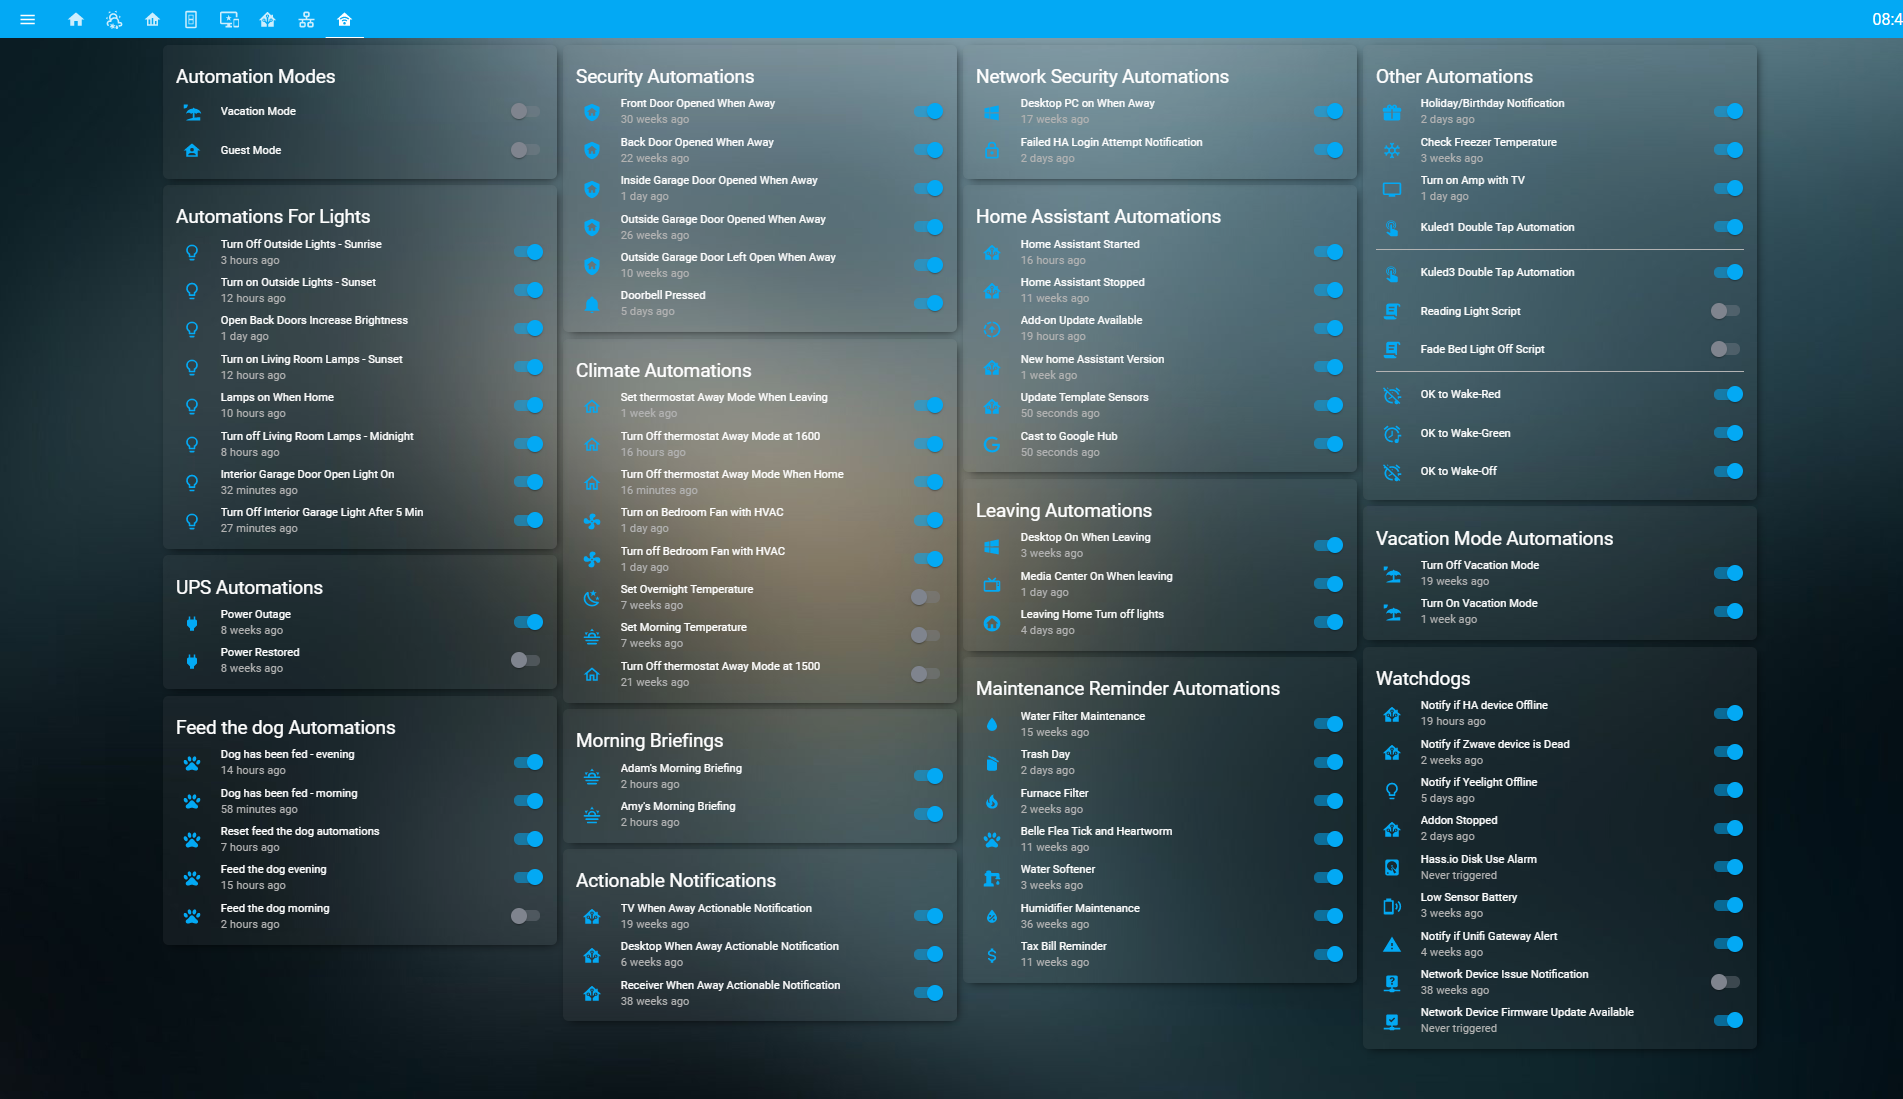 08:4
Automation Modes
Vacation Mode
Guest Mode
Automations For Lights
Turn Off Outside Lights - Sunrise
3 hours ago
Turn on Outside Lights - Sunset
12 hours ago
Open Back Doors Increase Brightness
1 day ago
Turn on Living Room Lamps - Sunset
12 hours ago
Lamps on When Home
10 hours ago
Turn off Living Room Lamps - Midnight
8 hours ago
Interior Garage Door Open Light On
32 minutes ago
Turn Off Interior Garage Light After 5 Min
27 minutes ago
UPS Automations
Power Outage
8 weeks ago
Power Restored
8 weeks ago
Feed the dog Automations
Dog has been fed - evening
14 hours ago
Dog has been fed - morning
58 minutes ago
Reset feed the dog automations
7 hours ago
Feed the dog evening
15 hours ago
Feed the dog morning
2 hours ago
Security Automations
Front Door Opened When Away
30 weeks ago
Back Door Opened When Away
22 weeks ago
Inside Garage Door Opened When Away
1 day ago
Outside Garage Door Opened When Away
26 weeks ago
Outside Garage Door Left Open When Away
10 weeks ago
Doorbell Pressed
5 days ago
Climate Automations
Set thermostat Away Mode When Leaving
1 week ago
Turn Off thermostat Away Mode at 1600
16 hours ago
Turn Off thermostat Away Mode When Home
16 minutes ago
Turn on Bedroom Fan with HVAC
1 day ago
Turn off Bedroom Fan with HVAC
1 day ago
Set Overnight Temperature
7 weeks ago
Set Morning Temperature
7 weeks ago
Turn Off thermostat Away Mode at 1500
21 weeks ago
Morning Briefings
Adam's Morning Briefing
2 hours ago
Amy's Morning Briefing
2 hours ago
Actionable Notifications
TV When Away Actionable Notification
19 weeks ago
Desktop When Away Actionable Notification
6 weeks ago
Receiver When Away Actionable Notification
38 weeks ago
Network Security Automations
Desktop PC on When Away
17 weeks ago
Failed HA Login Attempt Notification
2 days ago
Home Assistant Automations
Home Assistant Started
16 hours ago
Home Assistant Stopped
11 weeks ago
Add-on Update Available
19 hours ago
New home Assistant Version
1 week ago
Update Template Sensors
50 seconds ago
Cast to Google Hub
50 seconds ago
Leaving Automations
Desktop On When Leaving
3 weeks ago
Media Center On When leaving
1 day ago
Leaving Home Turn off lights
4 days ago
Maintenance Reminder Automations
Water Filter Maintenance
15 weeks ago
Trash Day
2 days ago
Furnace Filter
2 weeks ago
Belle Flea Tick and Heartworm
11 weeks ago
Water Softener
3 weeks ago
Humidifier Maintenance
36 weeks ago
Tax Bill Reminder
11 weeks ago
Other Automations
Holiday/Birthday Notification
2 days ago
Check Freezer Temperature
3 weeks ago
Turn on Amp with TV
1 day ago
Kuled1 Double Tap Automation
Kuled3 Double Tap Automation
Reading Light Script
Fade Bed Light Off Script
OK to Wake-Red
OK to Wake-Green
OK to Wake-Off
Vacation Mode Automations
Turn Off Vacation Mode
19 weeks ago
Turn On Vacation Mode
1 week ago
Watchdogs
Notify if HA device Offline
19 hours ago
Notify if Zwave device is Dead
2 weeks ago
Notify if Yeelight Offline
5 days ago
Addon Stopped
2 days ago
Hass.io Disk Use Alarm
Never triggered
Low Sensor Battery
3 weeks ago
Notify if Unifi Gateway Alert
4 weeks ago
Network Device Issue Notification
38 weeks ago
Network Device Firmware Update Available
Never triggered